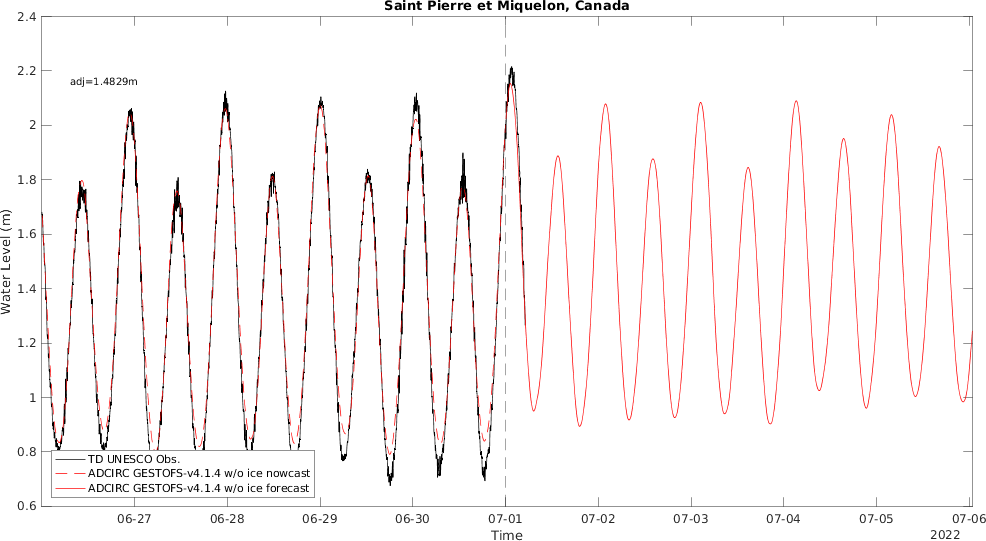 Saint Pierre et Miquelon, Canada
adj=1.4829m
Water Level (m)
2.4
2.2
2
1.8
1.6
1.4
1.2
1
0.8
0.6
TD UNESCO Obs.
ADCIRC GESTOFS-v4.1.4 w/o ice nowcast
ADCIRC GESTOFS-v4.1.4 w/o ice forecast
06-27 06-28 06-29 06-30 07-01 07-02 07-03 07-04 07-05 07-06
Time
2022